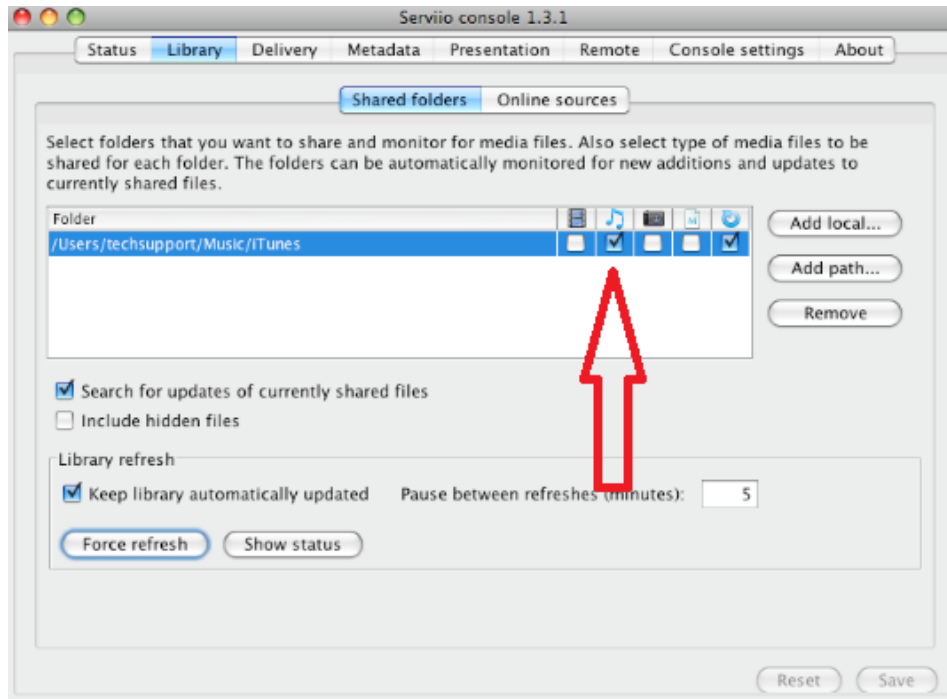 Serviio console 1.3.1
Status Library Delivery Metadata Presentation Remote Console settings About
Shared folders Online sources
Select folders that you want to share and monitor for media files. Also select type of media files to be
shared for each folder. The folders can be automatically monitored for new additions and updates to
currently shared files.
Folder
/Users/techsupport/Music/iTunes
Add local...
Add path...
Remove
Search for updates of currently shared files
Include hidden files
Library refresh
Keep library automatically updated Pause between refreshes (minutes): 5
Force refresh Show status
Reset Save